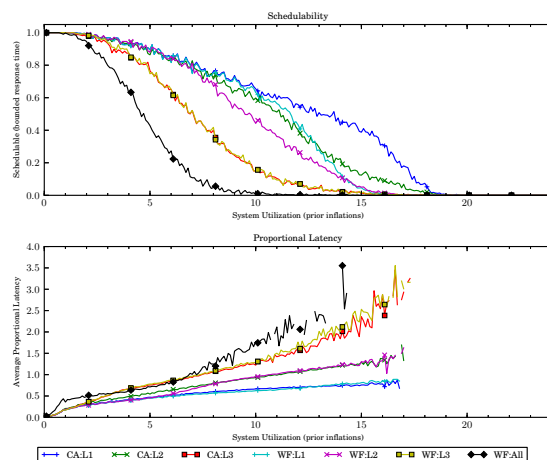 Schedulability
Schedulable (bounded response time)
1.0
0.8
0.6
0.4
0.2
0.0
0 5 10 15 20
System Utilization (prior inflations)
Proportional Latency
Average Proportional Latency
4.0
3.5
3.0
2.5
2.0
1.5
1.0
0.5
0.0
0 5 10 15 20
System Utilization (prior inflations)
CA:L1 CA:L2 CA:L3 WF:L1 WF:L2 WF:L3 WF:All